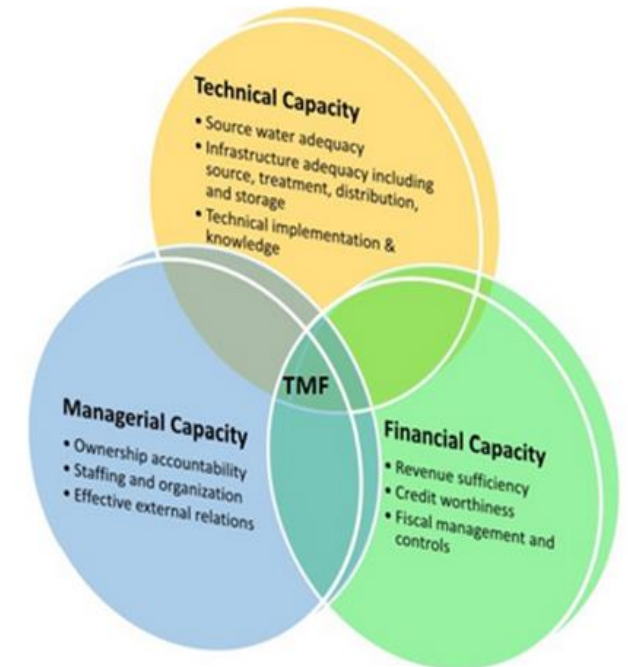 Technical Capacity
• Source water adequacy
• Infrastructure adequacy including
source, treatment, distribution,
and storage
• Technical implementation &
knowledge
TMF
Managerial Capacity
• Ownership accountability
• Staffing and organization
• Effective external relations
Financial Capacity
• Revenue sufficiency
• Credit worthiness
• Fiscal management and
controls